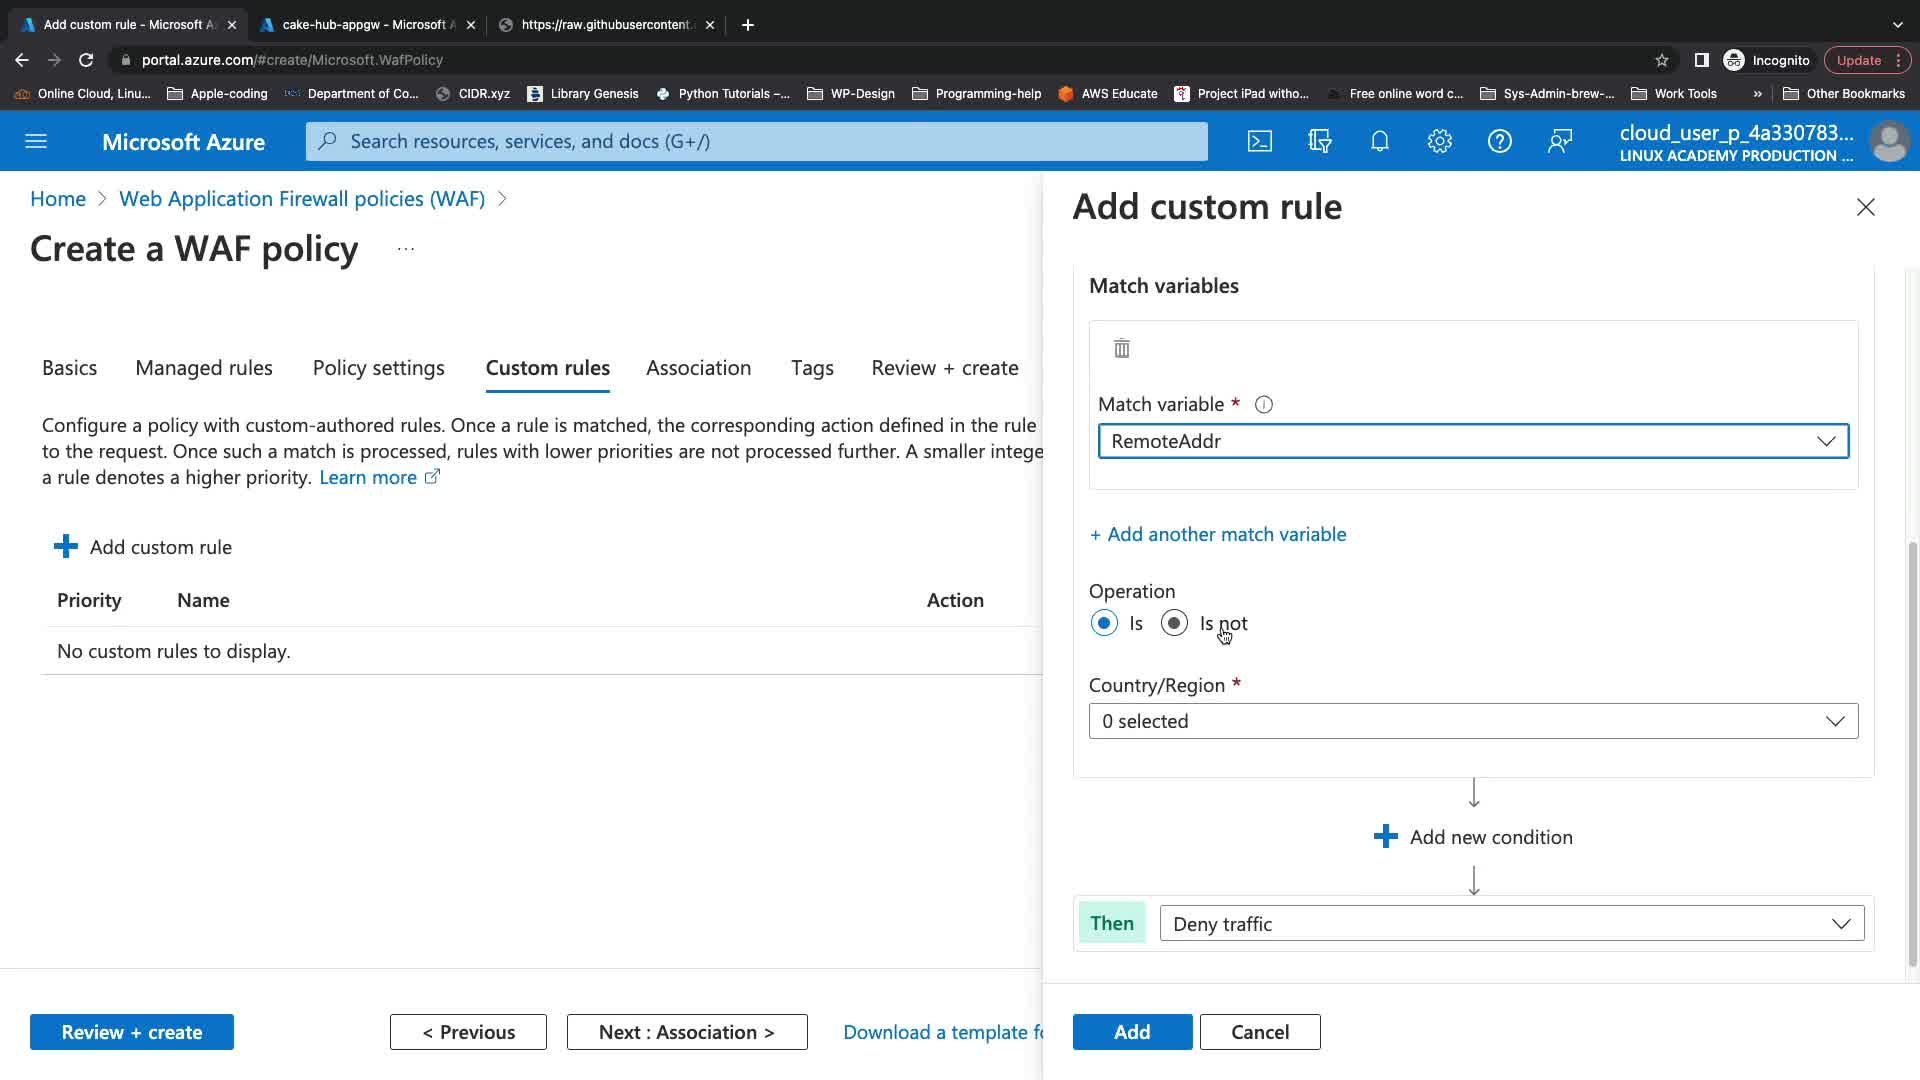 Add custom rule - Microsoft A
cake-hub-appgw - Microsoft A
https://raw.githubusercontent.
portal.azure.com/#create/Microsoft.WafPolicy
Incognito
Update
Online Cloud, Linu...
Apple-coding
Department of Co...
CIDR.xyz
Library Genesis
Python Tutorials –...
WP-Design
Programming-help
AWS Educate
Project iPad witho...
Free online word c...
Sys-Admin-brew-...
Work Tools
»
Other Bookmarks
Microsoft Azure
Search resources, services, and docs (G+/)
cloud_user_p_4a330783...
LINUX ACADEMY PRODUCTION ...
Home > Web Application Firewall policies (WAF) >
Create a WAF policy ...
Basics Managed rules Policy settings Custom rules Association Tags Review + create
Configure a policy with custom-authored rules. Once a rule is matched, the corresponding action defined in the rule
to the request. Once such a match is processed, rules with lower priorities are not processed further. A smaller intege
a rule denotes a higher priority. Learn more
Add custom rule
Priority Name Action
No custom rules to display.
Review + create
< Previous
Next : Association >
Download a template fo
Add custom rule
Match variables
Match variable *
RemoteAddr
+ Add another match variable
Operation
Is Is not
Country/Region *
0 selected
Add new condition
Then Deny traffic
Add
Cancel